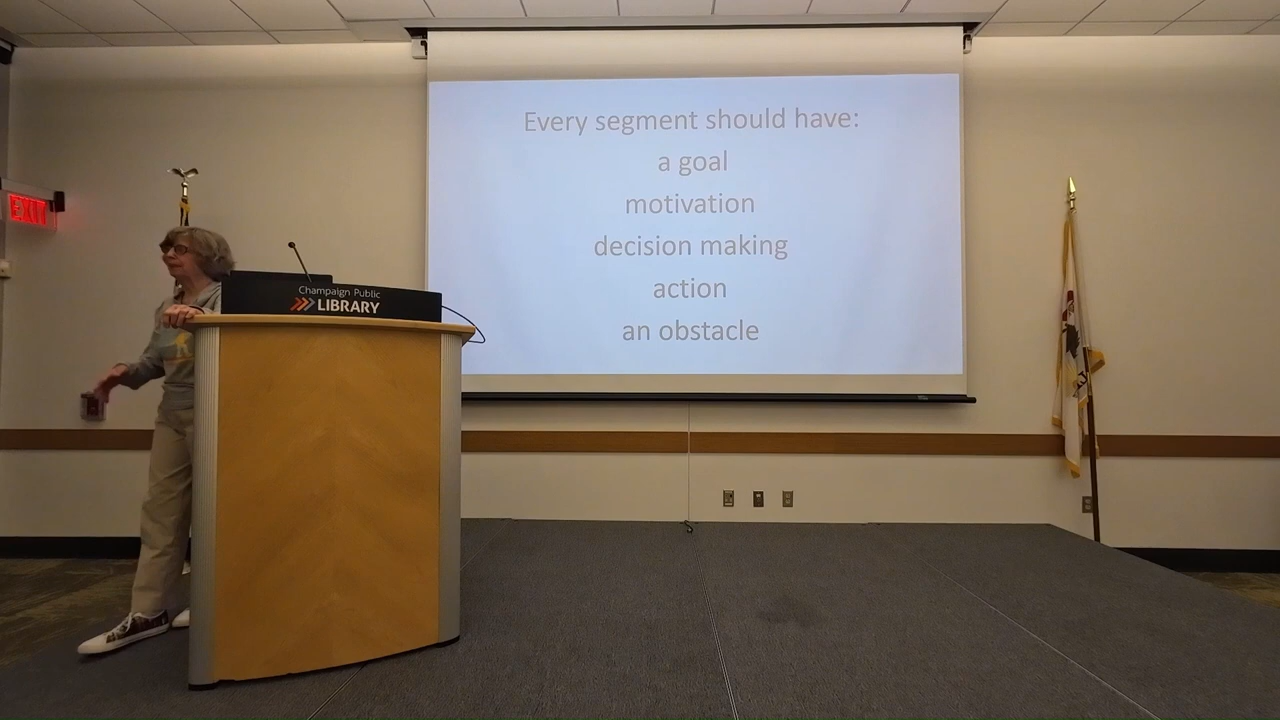 Every segment should have:
a goal
motivation
decision making
action
an obstacle
EXIT
Champaign Public
LIBRARY